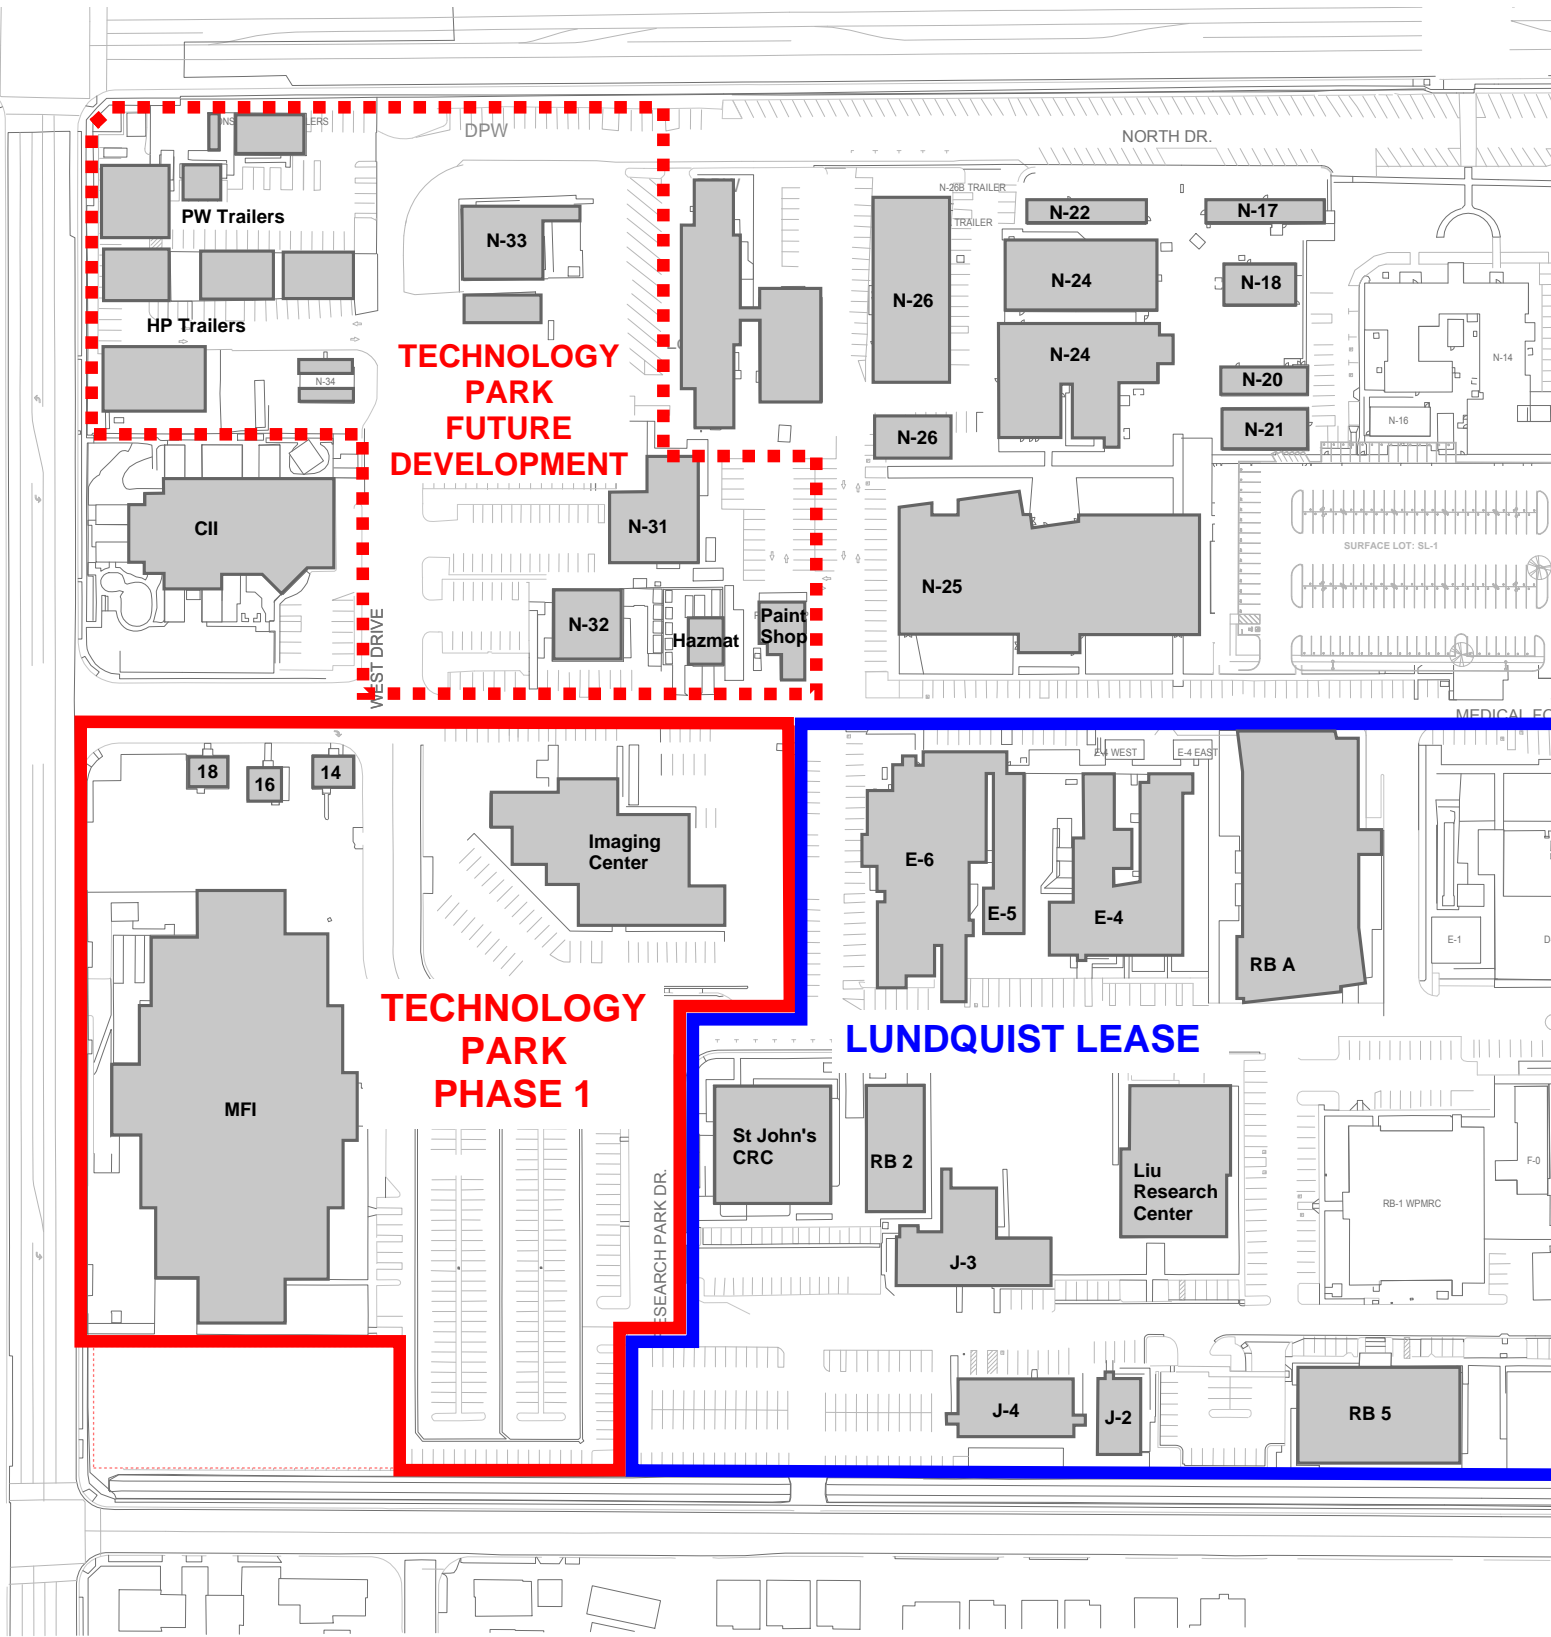 DPW
NORTH DR.
N-26B TRAILER
TRAILER
N-22
N-17
PW Trailers
N-33
N-24
N-18
N-26
HP Trailers
TECHNOLOGY
PARK
FUTURE
DEVELOPMENT
N-34
N-24
N-14
N-20
N-16
N-21
N-26
CII
N-31
SURFACE LOT: SL-1
N-25
N-32
Hazmat
Paint
Shop
WEST DRIVE
18
16
14
E-4 WEST
E-4 EAST
Imaging
Center
E-6
E-5
E-4
E-1
RB A
TECHNOLOGY
PARK
PHASE 1
LUNDQUIST LEASE
MFI
St John's
CRC
RB 2
Liu
Research
Center
F-0
RB-1 WPMRC
J-3
J-4
J-2
RB 5